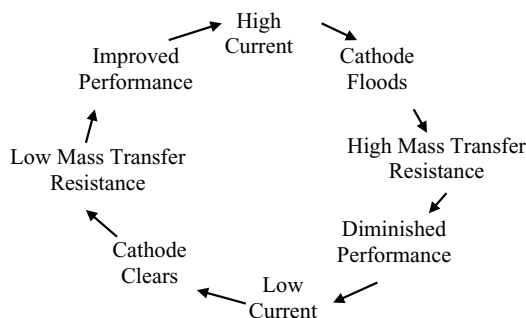 High
Current
Cathode
Floods
High Mass Transfer
Resistance
Diminished
Performance
Low
Current
Cathode
Clears
Low Mass Transfer
Resistance
Improved
Performance